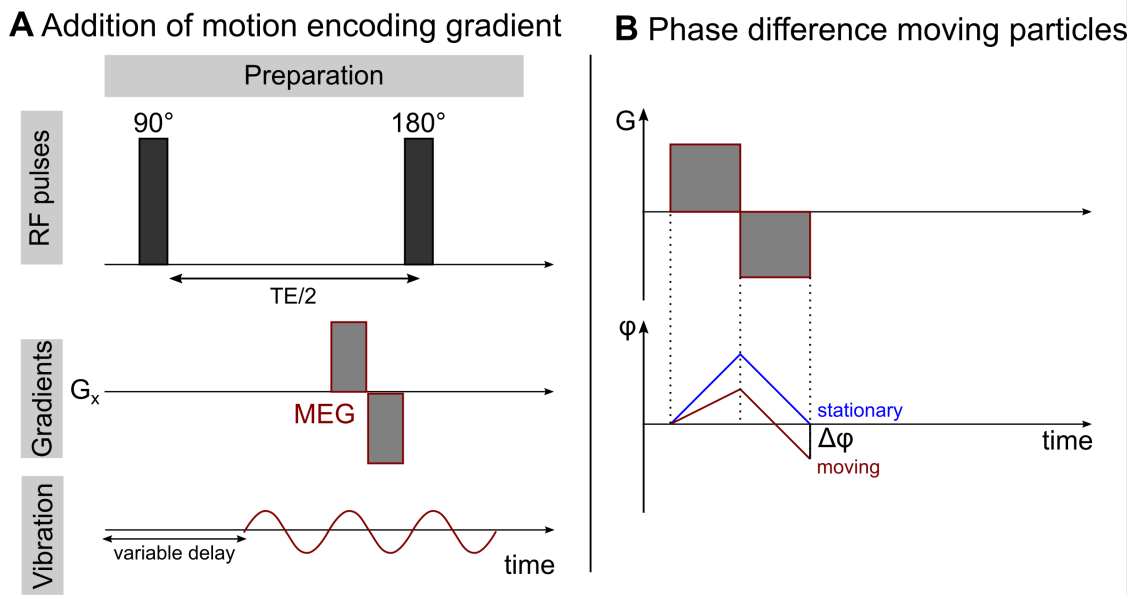 A Addition of motion encoding gradient
Preparation
RF pulses
90°
180°
TE/2
Gradients
Gx
MEG
Vibration
variable delay
time
B Phase difference moving particles
G
φ
stationary
Δφ
moving
time